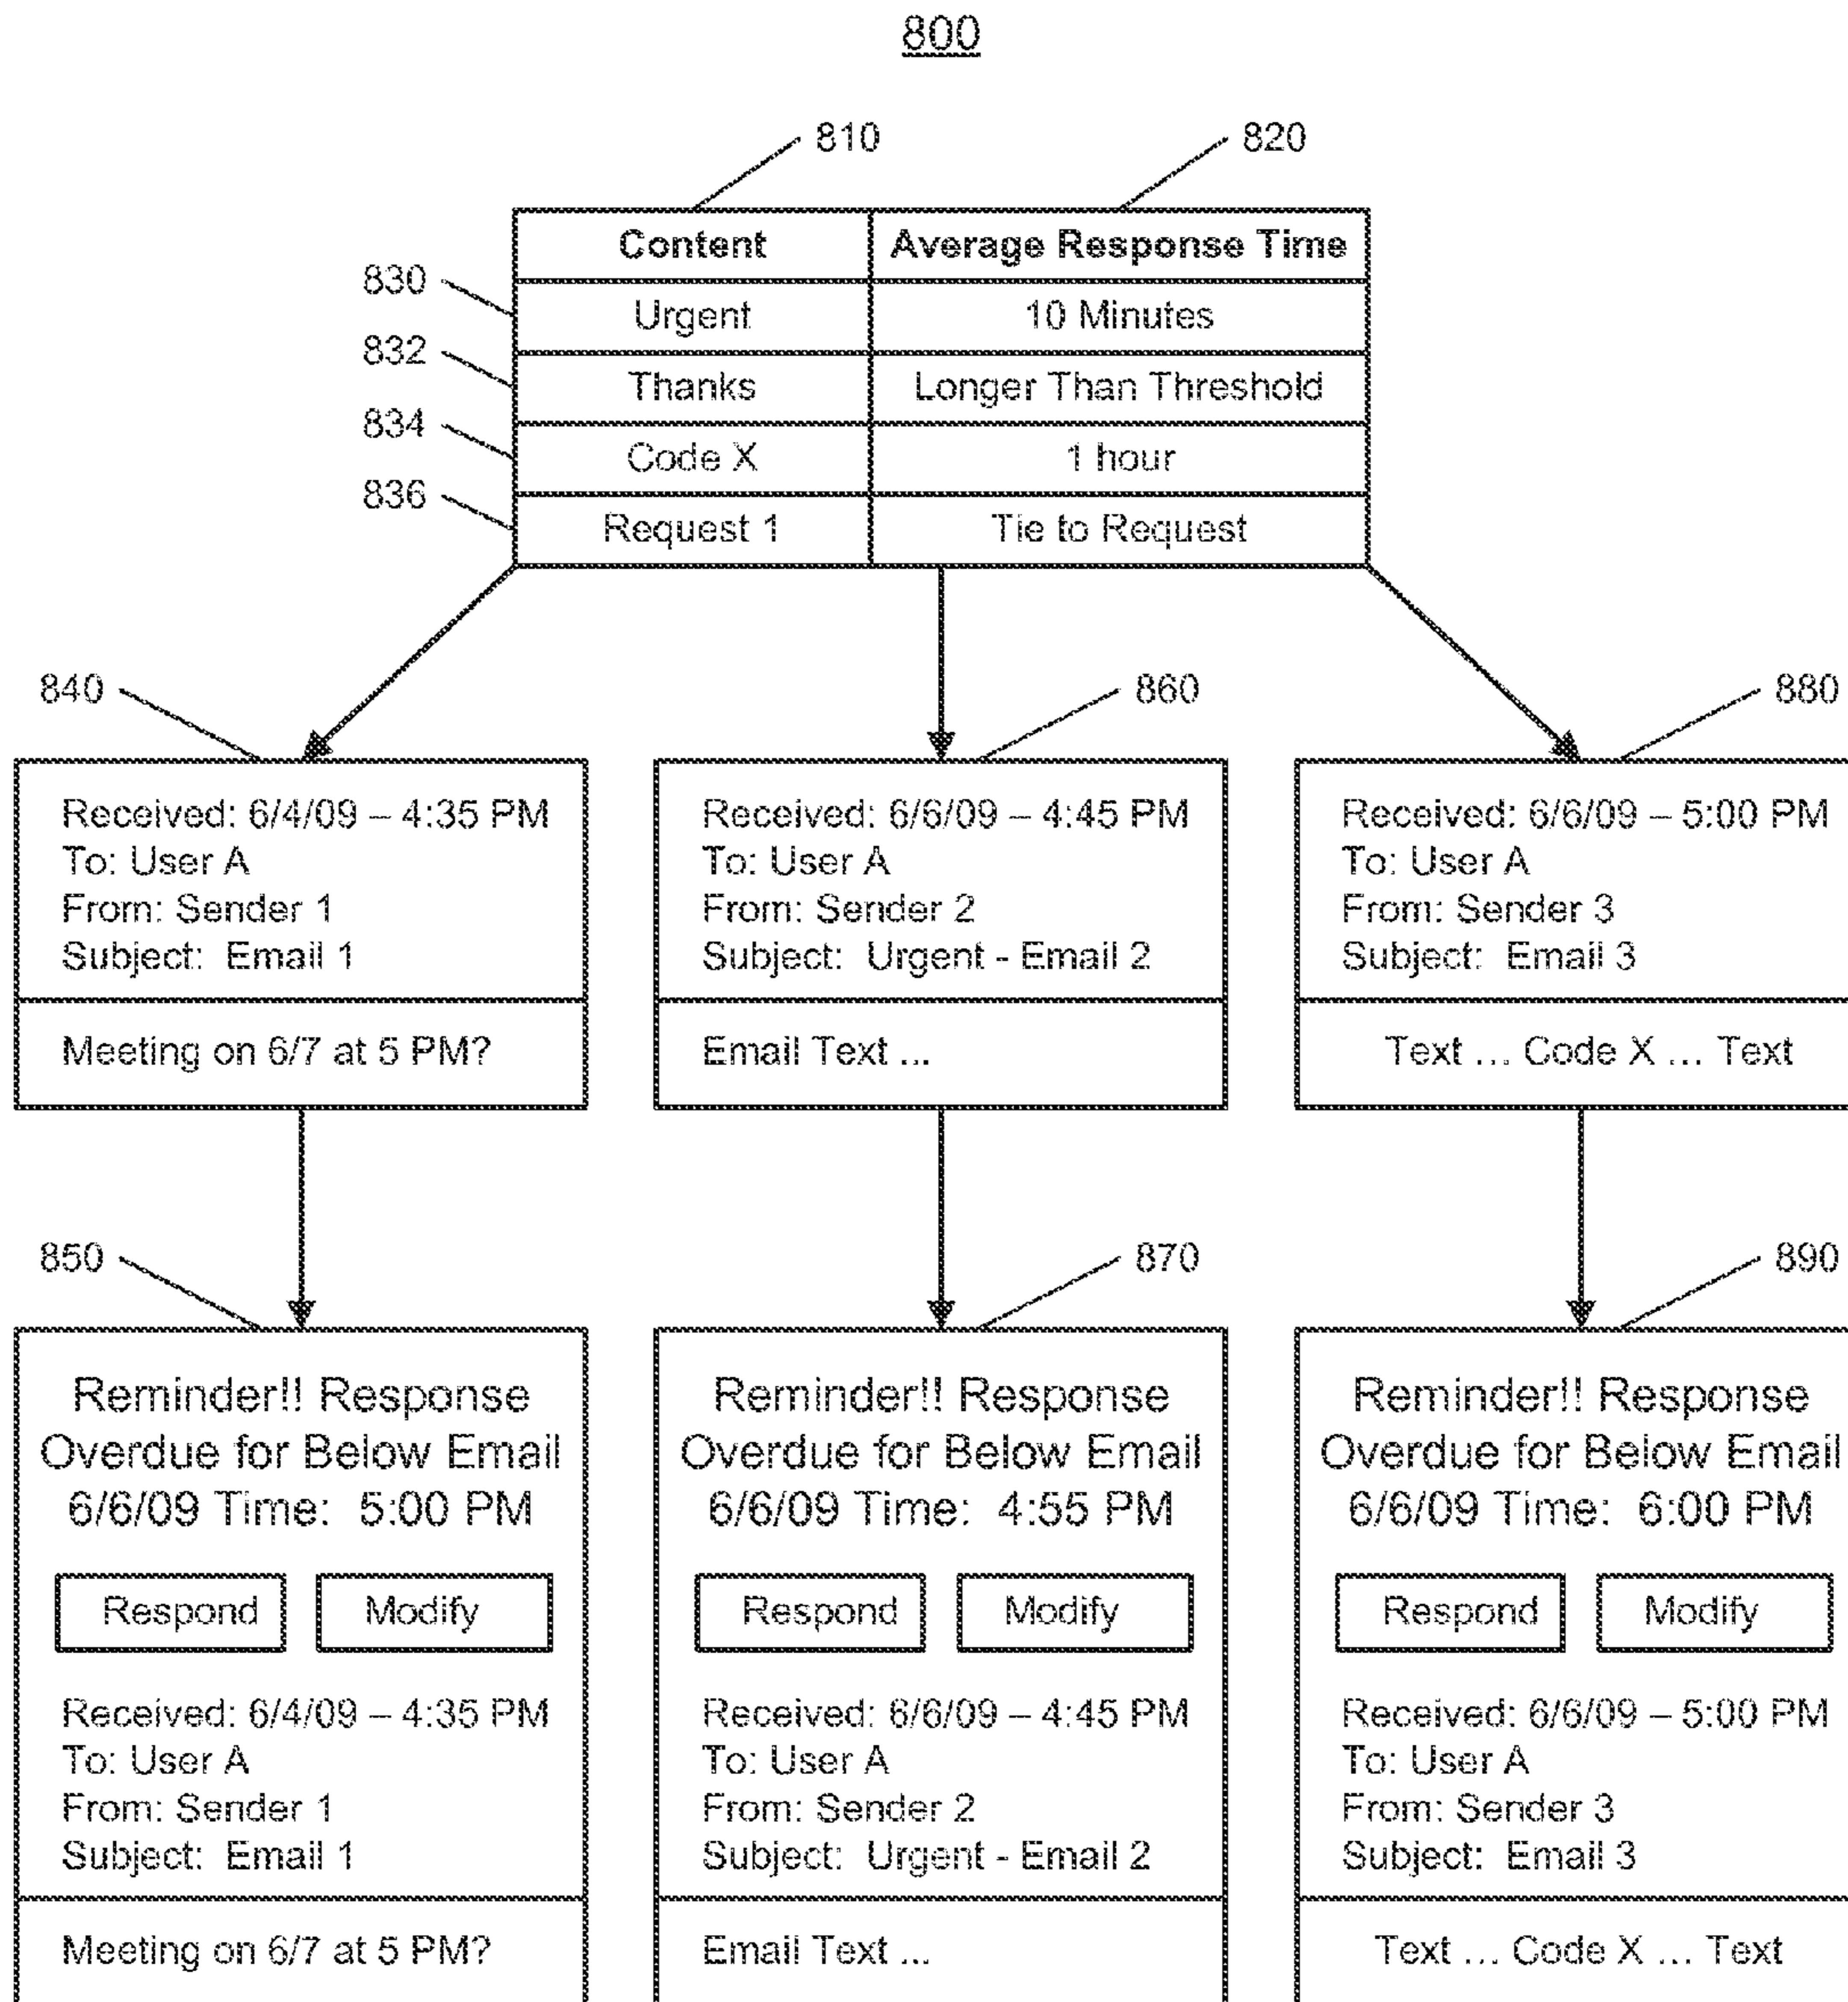 800
810
820
Content Average Response Time
830
Urgent 10 Minutes
832
Thanks Longer Than Threshold
834
Code X 1 hour
836
Request 1 Tie to Request
840
Received: 6/4/09 – 4:35 PM
To: User A
From: Sender 1
Subject: Email 1
Meeting on 6/7 at 5 PM?
860
Received: 6/6/09 – 4:45 PM
To: User A
From: Sender 2
Subject: Urgent - Email 2
Email Text ...
880
Received: 6/6/09 – 5:00 PM
To: User A
From: Sender 3
Subject: Email 3
Text ... Code X ... Text
850
Reminder!! Response
Overdue for Below Email
6/6/09 Time: 5:00 PM
Respond Modify
Received: 6/4/09 – 4:35 PM
To: User A
From: Sender 1
Subject: Email 1
Meeting on 6/7 at 5 PM?
870
Reminder!! Response
Overdue for Below Email
6/6/09 Time: 4:55 PM
Respond Modify
Received: 6/6/09 – 4:45 PM
To: User A
From: Sender 2
Subject: Urgent - Email 2
Email Text ...
890
Reminder!! Response
Overdue for Below Email
6/6/09 Time: 6:00 PM
Respond Modify
Received: 6/6/09 – 5:00 PM
To: User A
From: Sender 3
Subject: Email 3
Text ... Code X ... Text